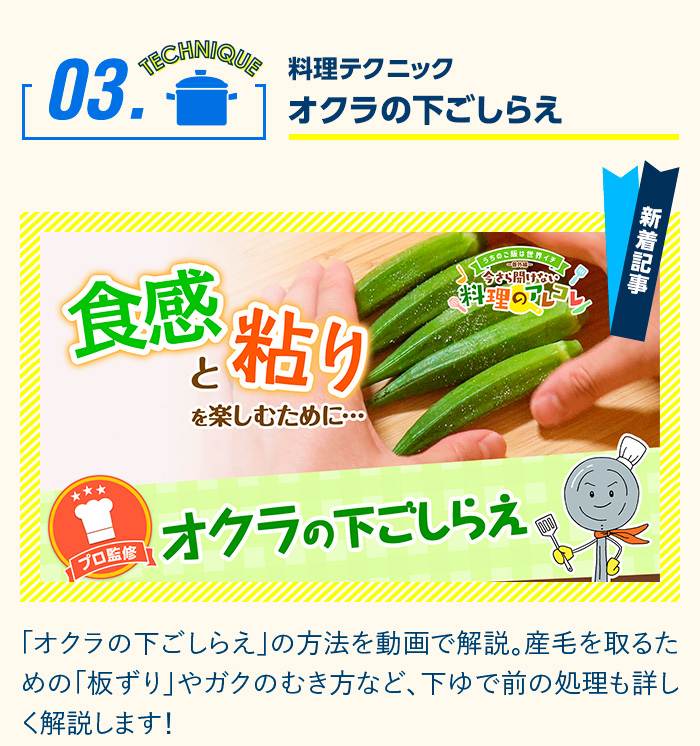 03.
TECHNIQUE
料理テクニック
オクラの下ごしらえ
新着記事
うちのご飯は世界イチ
番外編
今さら聞けない
料理のアレコレ
食感
と粘り
を楽しむために…
プロ監修
オクラの下ごしらえ
「オクラの下ごしらえ」の方法を動画で解説。産毛を取るた
めの「板ずり」やガクのむき方など、下ゆで前の処理も詳し
く解説します！